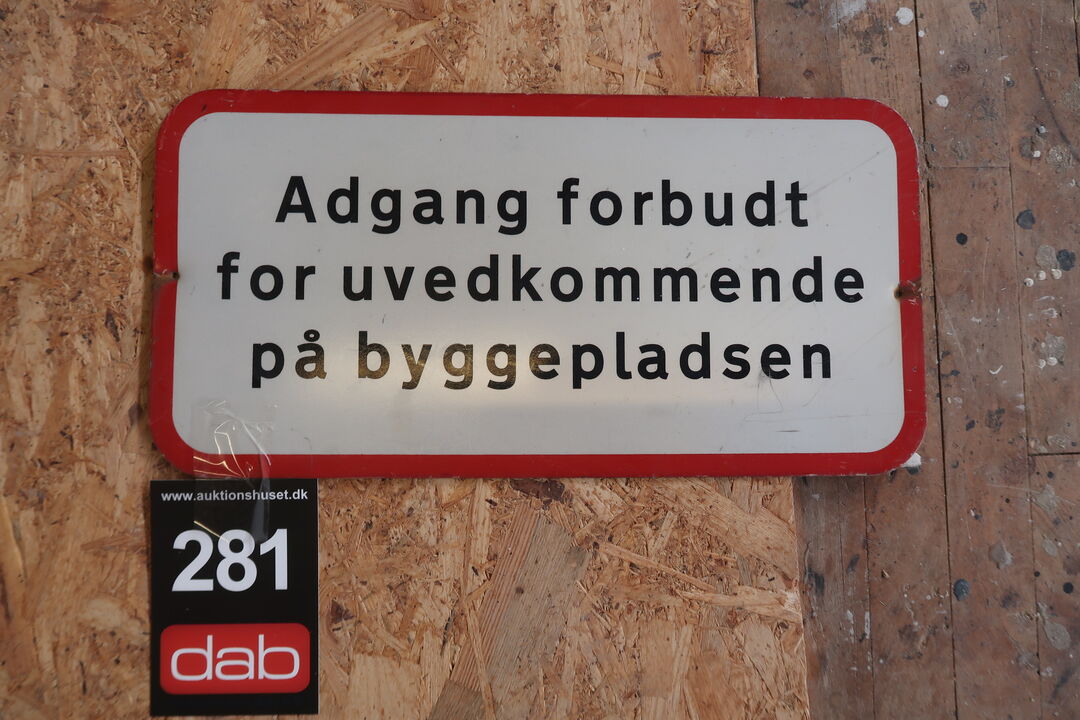 Adgang forbudt
for uvedkommende
på byggepladsen
www.auktionshuset.dk
281
dab